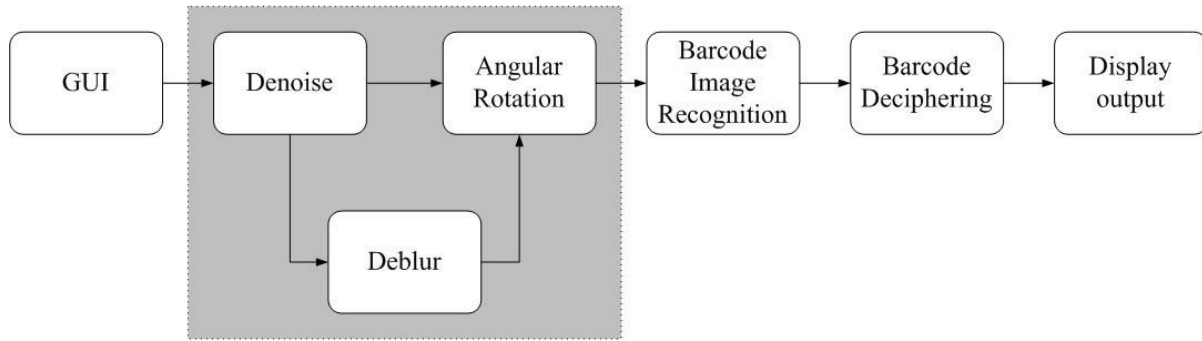 GUI
Denoise
Angular
Rotation
Barcode
Image
Recognition
Barcode
Deciphering
Display
output
Deblur